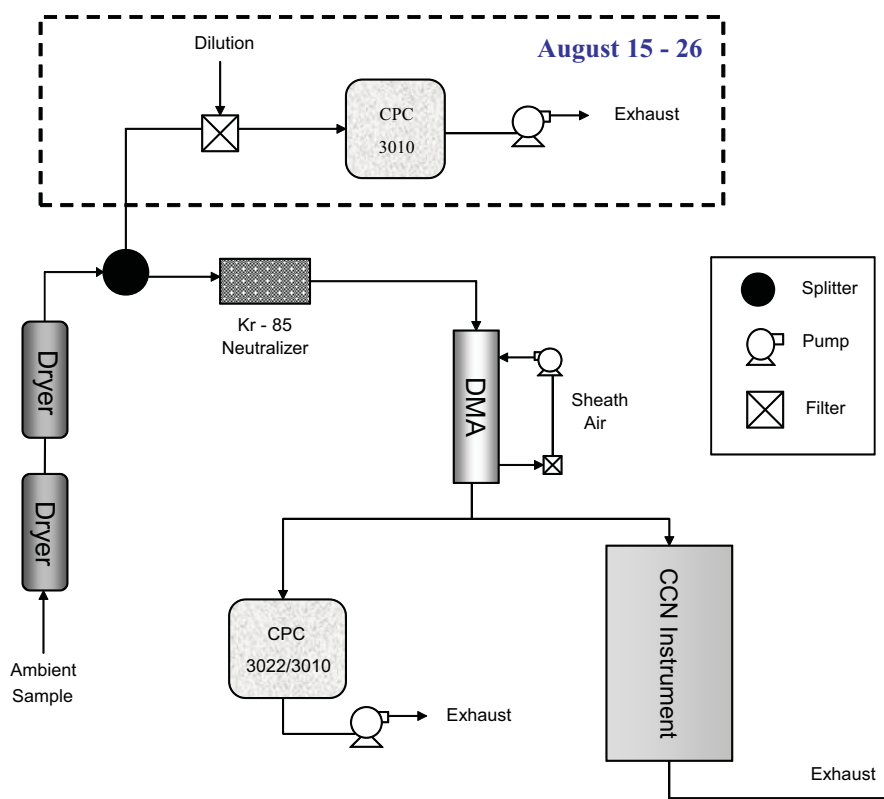 Dilution
August 15 - 26
CPC
3010
Exhaust
Kr - 85
Neutralizer
Dryer
Dryer
DMA
Sheath
Air
Splitter
Pump
Filter
Ambient
Sample
CPC
3022/3010
Exhaust
CCN Instrument
Exhaust